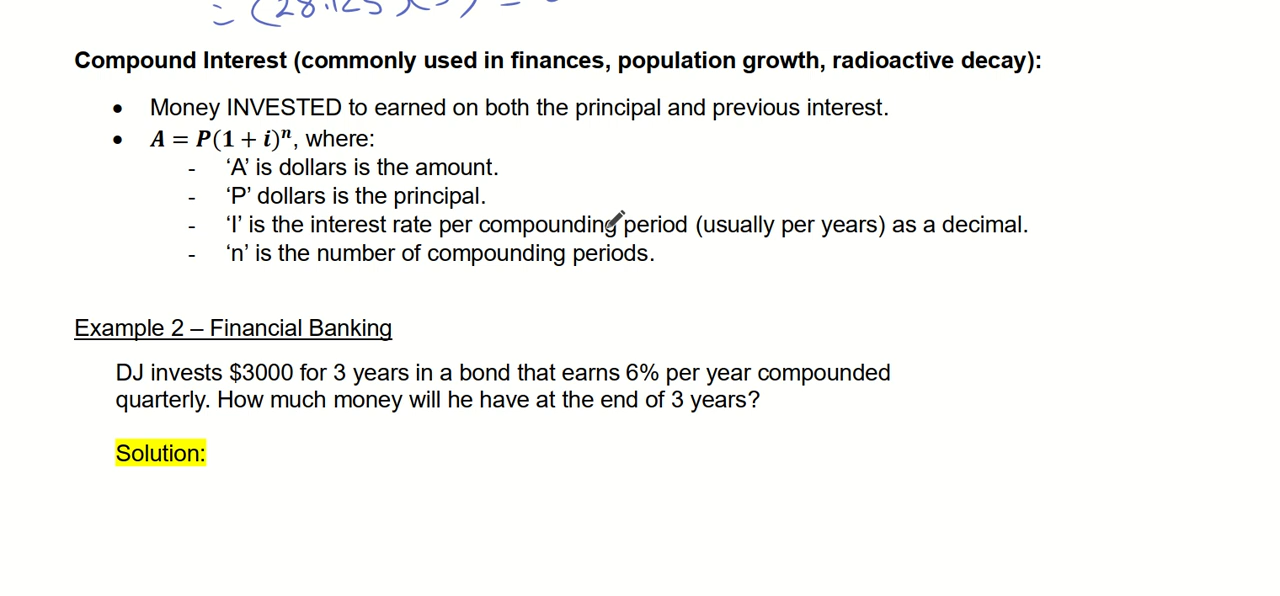 = (28.125)(
Compound Interest (commonly used in finances, population growth, radioactive decay):
• Money INVESTED to earned on both the principal and previous interest.
• A = P(1 + i)ⁿ, where:
- ‘A’ is dollars is the amount.
- ‘P’ dollars is the principal.
- ‘I’ is the interest rate per compounding period (usually per years) as a decimal.
- ‘n’ is the number of compounding periods.
Example 2 – Financial Banking
DJ invests $3000 for 3 years in a bond that earns 6% per year compounded
quarterly. How much money will he have at the end of 3 years?
Solution: